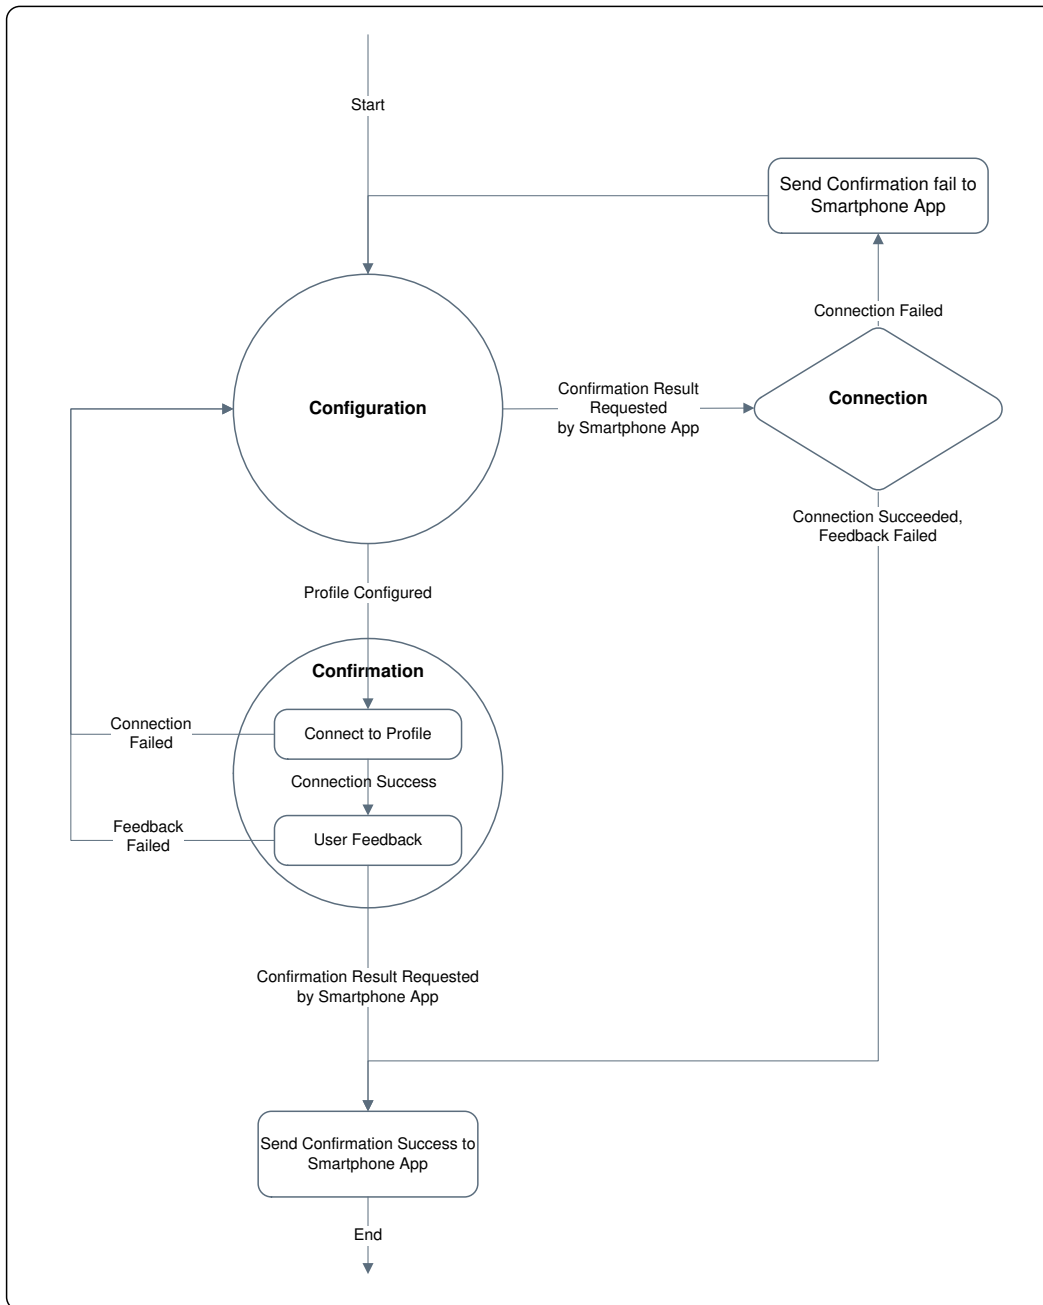 Start
Send Confirmation fail to
Smartphone App
Connection Failed
Configuration
Confirmation Result
Requested
by Smartphone App
Connection
Connection Succeeded,
Feedback Failed
Profile Configured
Confirmation
Connection
Failed
Connect to Profile
Connection Success
Feedback
Failed
User Feedback
Confirmation Result Requested
by Smartphone App
Send Confirmation Success to
Smartphone App
End